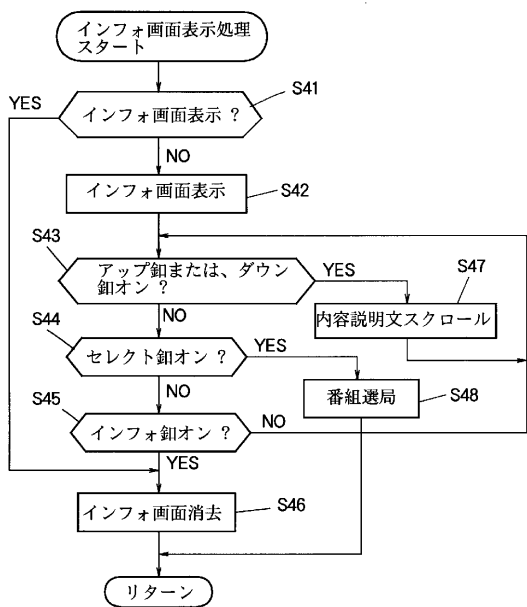 インフォ画面表示処理
スタート
S41
YES
インフォ画面表示 ?
NO
インフォ画面表示
S42
S43
アップ釦または、ダウン
釦オン ?
YES
S47
NO
内容説明文スクロール
S44
セレクト釦オン ?
YES
NO
番組選局
S48
S45
インフォ釦オン ?
NO
YES
インフォ画面消去
S46
リターン